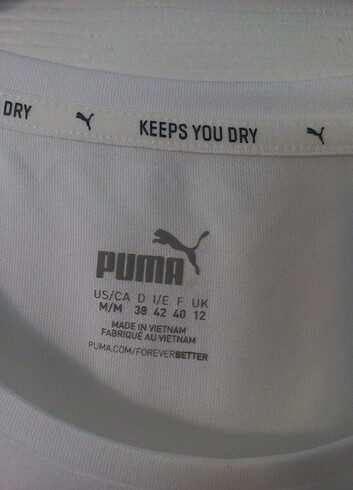 DRY KEEPS YOU DRY
PUMA
US/CA D I/E F UK
M/M 38 42 40 12
MADE IN VIETNAM
FABRIQUÉ AU VIETNAM
PUMA.COM/FOREVERBETTER